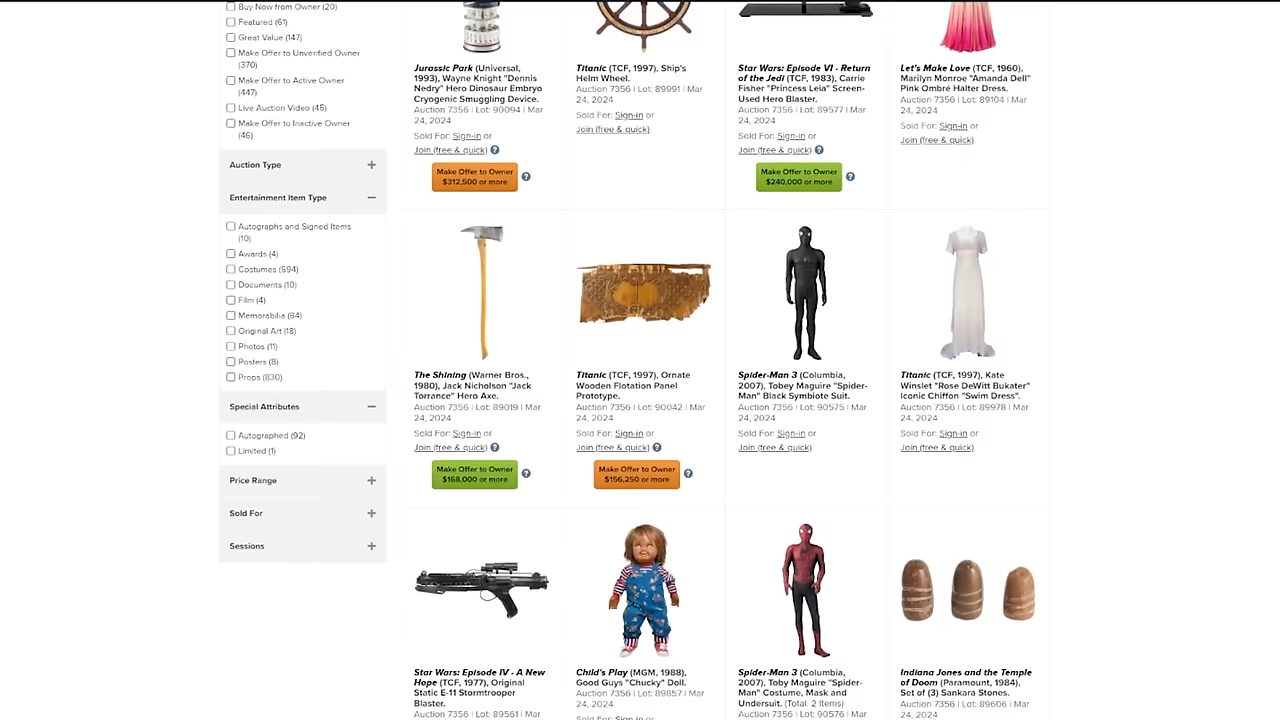 Buy Now from Owner (20)
Featured (61)
Great Value (147)
Make Offer to Unverified Owner
(370)
Make Offer to Active Owner
(447)
Live Auction Video (45)
Make Offer to Inactive Owner
(46)
Auction Type
Entertainment Item Type
Autographs and Signed Items
(10)
Awards (4)
Costumes (594)
Documents (10)
Film (4)
Memorabilia (84)
Original Art (18)
Photos (11)
Posters (8)
Props (830)
Special Attributes
Autographed (92)
Limited (1)
Price Range
Sold For
Sessions
Jurassic Park (Universal,
1993), Wayne Knight "Dennis
Nedry" Hero Dinosaur Embryo
Cryogenic Smuggling Device.
Auction 7356 | Lot: 90094 | Mar
24, 2024
Sold For: Sign-in or
Join (free & quick) ?
Make Offer to Owner
$312,500 or more ?
Titanic (TCF, 1997), Ship's
Helm Wheel.
Auction 7356 | Lot: 89991 | Mar
24, 2024
Sold For: Sign-in or
Join (free & quick)
Star Wars: Episode VI - Return
of the Jedi (TCF, 1983), Carrie
Fisher "Princess Leia" Screen-
Used Hero Blaster.
Auction 7356 | Lot: 89577 | Mar
24, 2024
Sold For: Sign-in or
Join (free & quick) ?
Make Offer to Owner
$240,000 or more ?
Let's Make Love (TCF, 1960),
Marilyn Monroe "Amanda Dell"
Pink Ombré Halter Dress.
Auction 7356 | Lot: 89104 | Mar
24, 2024
Sold For: Sign-in or
Join (free & quick)
The Shining (Warner Bros.,
1980), Jack Nicholson "Jack
Torrance" Hero Axe.
Auction 7356 | Lot: 89019 | Mar
24, 2024
Sold For: Sign-in or
Join (free & quick) ?
Make Offer to Owner
$168,000 or more ?
Titanic (TCF, 1997), Ornate
Wooden Flotation Panel
Prototype.
Auction 7356 | Lot: 90042 | Mar
24, 2024
Sold For: Sign-in or
Join (free & quick) ?
Make Offer to Owner
$156,250 or more ?
Spider-Man 3 (Columbia,
2007), Tobey Maguire "Spider-
Man" Black Symbiote Suit.
Auction 7356 | Lot: 90575 | Mar
24, 2024
Sold For: Sign-in or
Join (free & quick)
Titanic (TCF, 1997), Kate
Winslet "Rose DeWitt Bukater"
Iconic Chiffon "Swim Dress".
Auction 7356 | Lot: 89978 | Mar
24, 2024
Sold For: Sign-in or
Join (free & quick)
Star Wars: Episode IV - A New
Hope (TCF, 1977), Original
Static E-11 Stormtrooper
Blaster.
Auction 7356 | Lot: 89561 | Mar
Child's Play (MGM, 1988),
Good Guys "Chucky" Doll.
Auction 7356 | Lot: 89857 | Mar
24, 2024
Sold For: Sign-in or
Spider-Man 3 (Columbia,
2007), Toby Maguire "Spider-
Man" Costume, Mask and
Undersuit. (Total: 2 Items)
Auction 7356 | Lot: 90576 | Mar
Indiana Jones and the Temple
of Doom (Paramount, 1984),
Set of (3) Sankara Stones.
Auction 7356 | Lot: 89606 | Mar
24, 2024